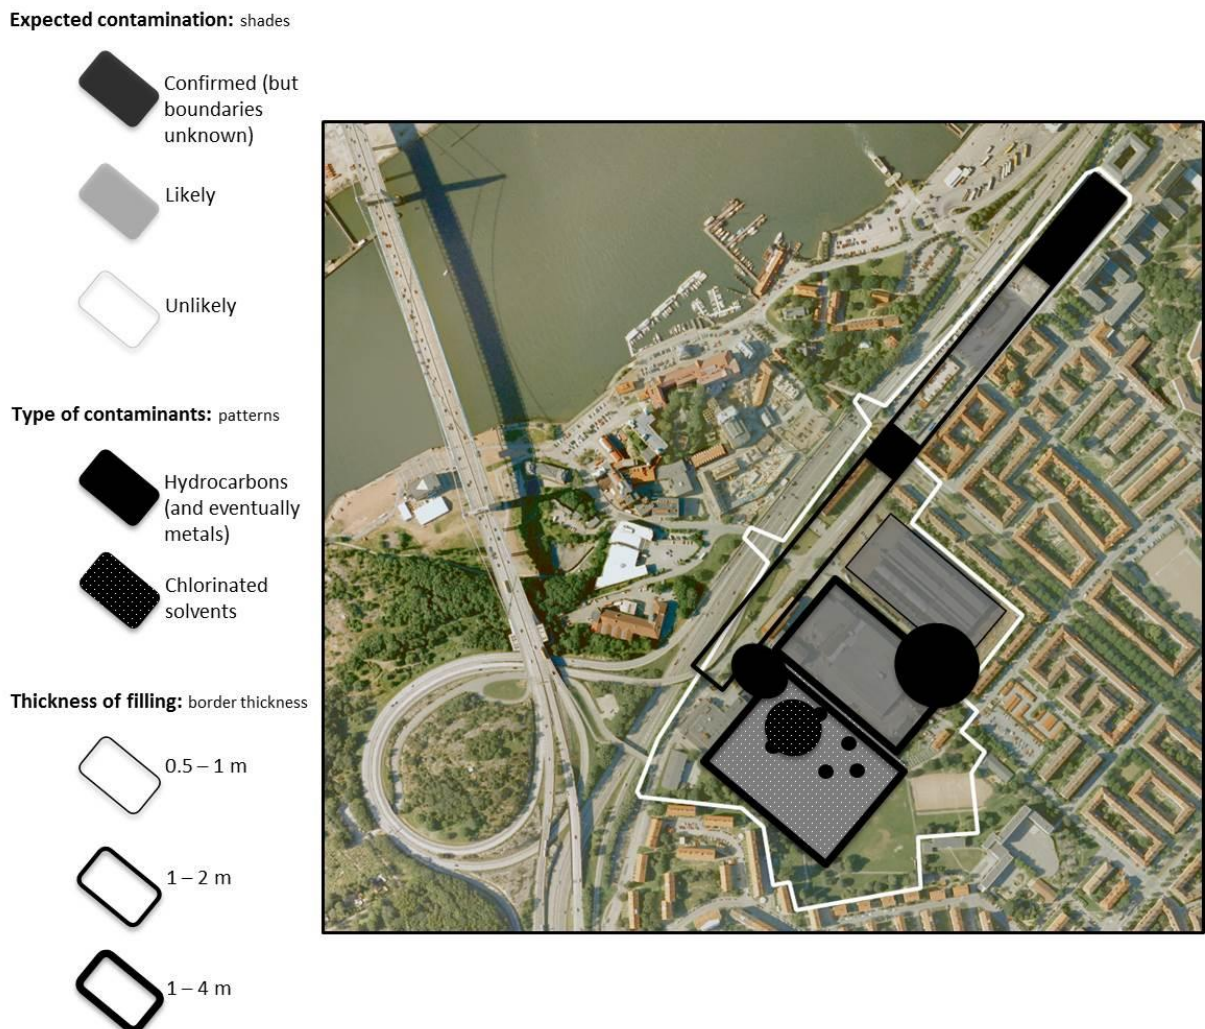 Expected contamination: shades
Confirmed (but
boundaries
unknown)
Likely
Unlikely
Type of contaminants: patterns
Hydrocarbons
(and eventually
metals)
Chlorinated
solvents
Thickness of filling: border thickness
0.5 – 1 m
1 – 2 m
1 – 4 m